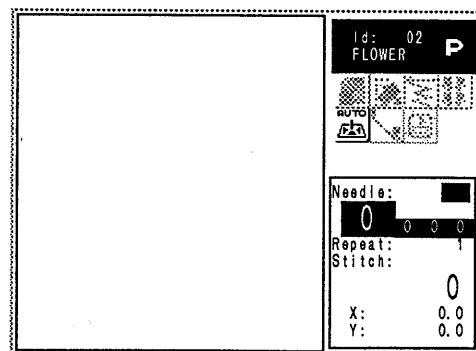 Id: 02
FLOWER
P
AUTO
Needle:
0 0 0 0
Repeat: 1
Stitch:
0
X: 0.0
Y: 0.0